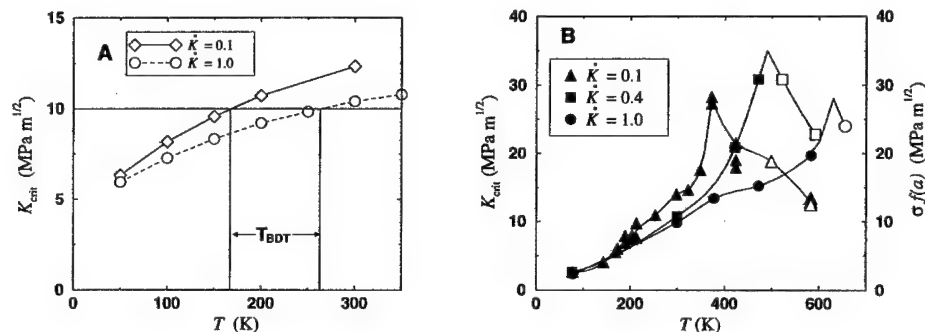 A
K̊ = 0.1
K̊ = 1.0
15
10
5
0
K_crit (MPa m^1/2)
T_BDT
0 100 200 300
T (K)
B
K̊ = 0.1
K̊ = 0.4
K̊ = 1.0
40
30
20
10
0
K_crit (MPa m^1/2)
40
30
20
10
0
σ f(a) (MPa m^1/2)
0 200 400 600
T (K)